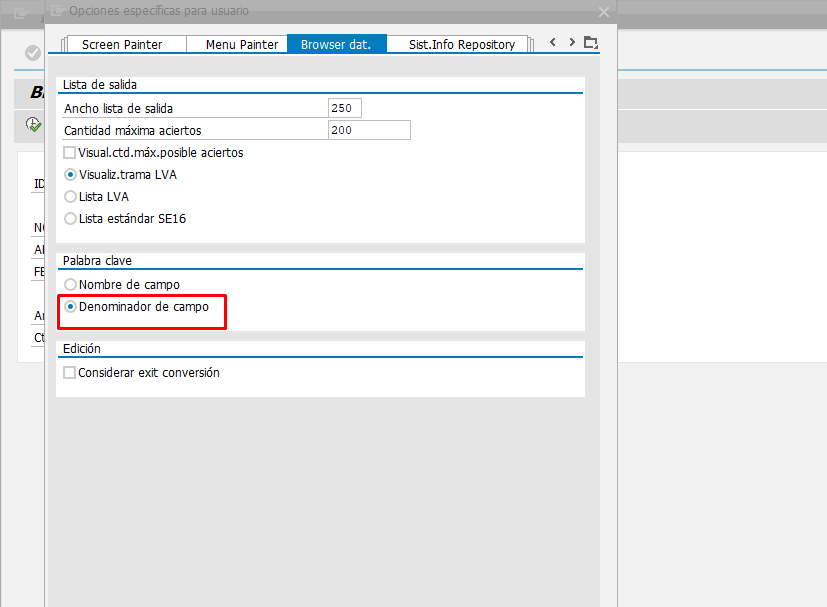 Opciones específicas para usuario
Screen Painter
Menu Painter
Browser dat.
Sist.Info Repository
Lista de salida
Ancho lista de salida 250
Cantidad máxima aciertos 200
Visual.ctd.máx.posible aciertos
Visualiz.trama LVA
Lista LVA
Lista estándar SE16
Palabra clave
Nombre de campo
Denominador de campo
Edición
Considerar exit conversión